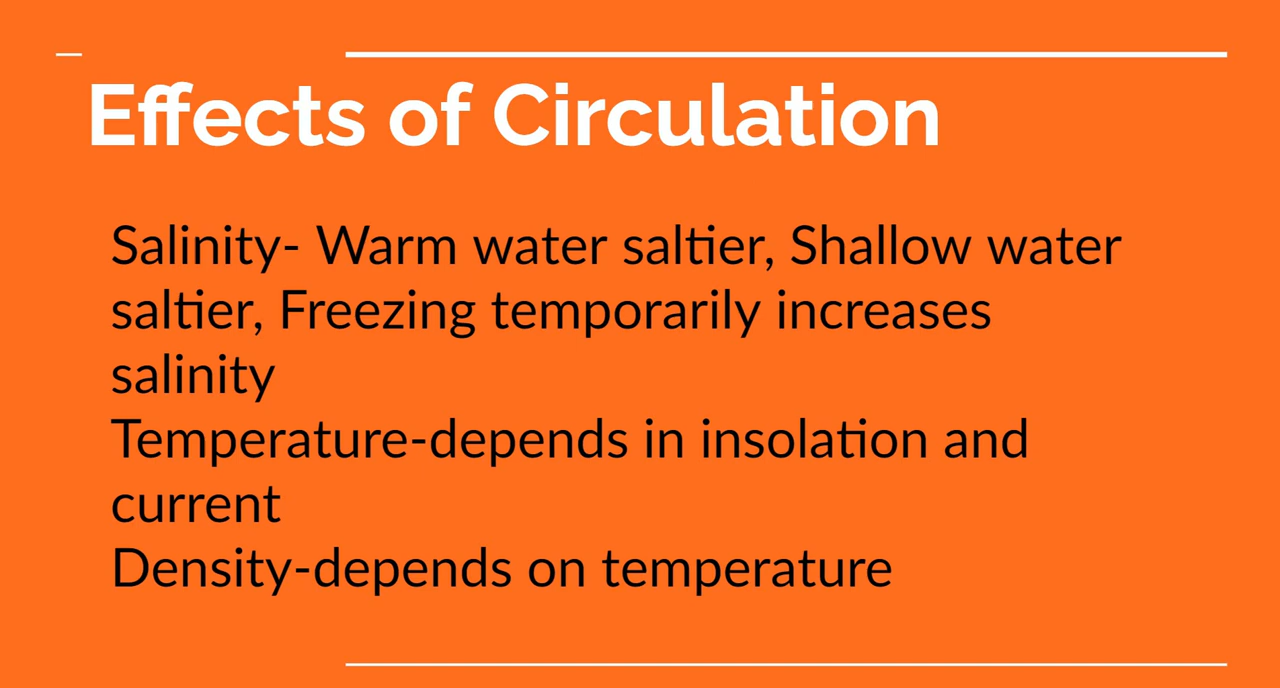 Effects of Circulation
Salinity- Warm water saltier, Shallow water
saltier, Freezing temporarily increases
salinity
Temperature-depends in insolation and
current
Density-depends on temperature